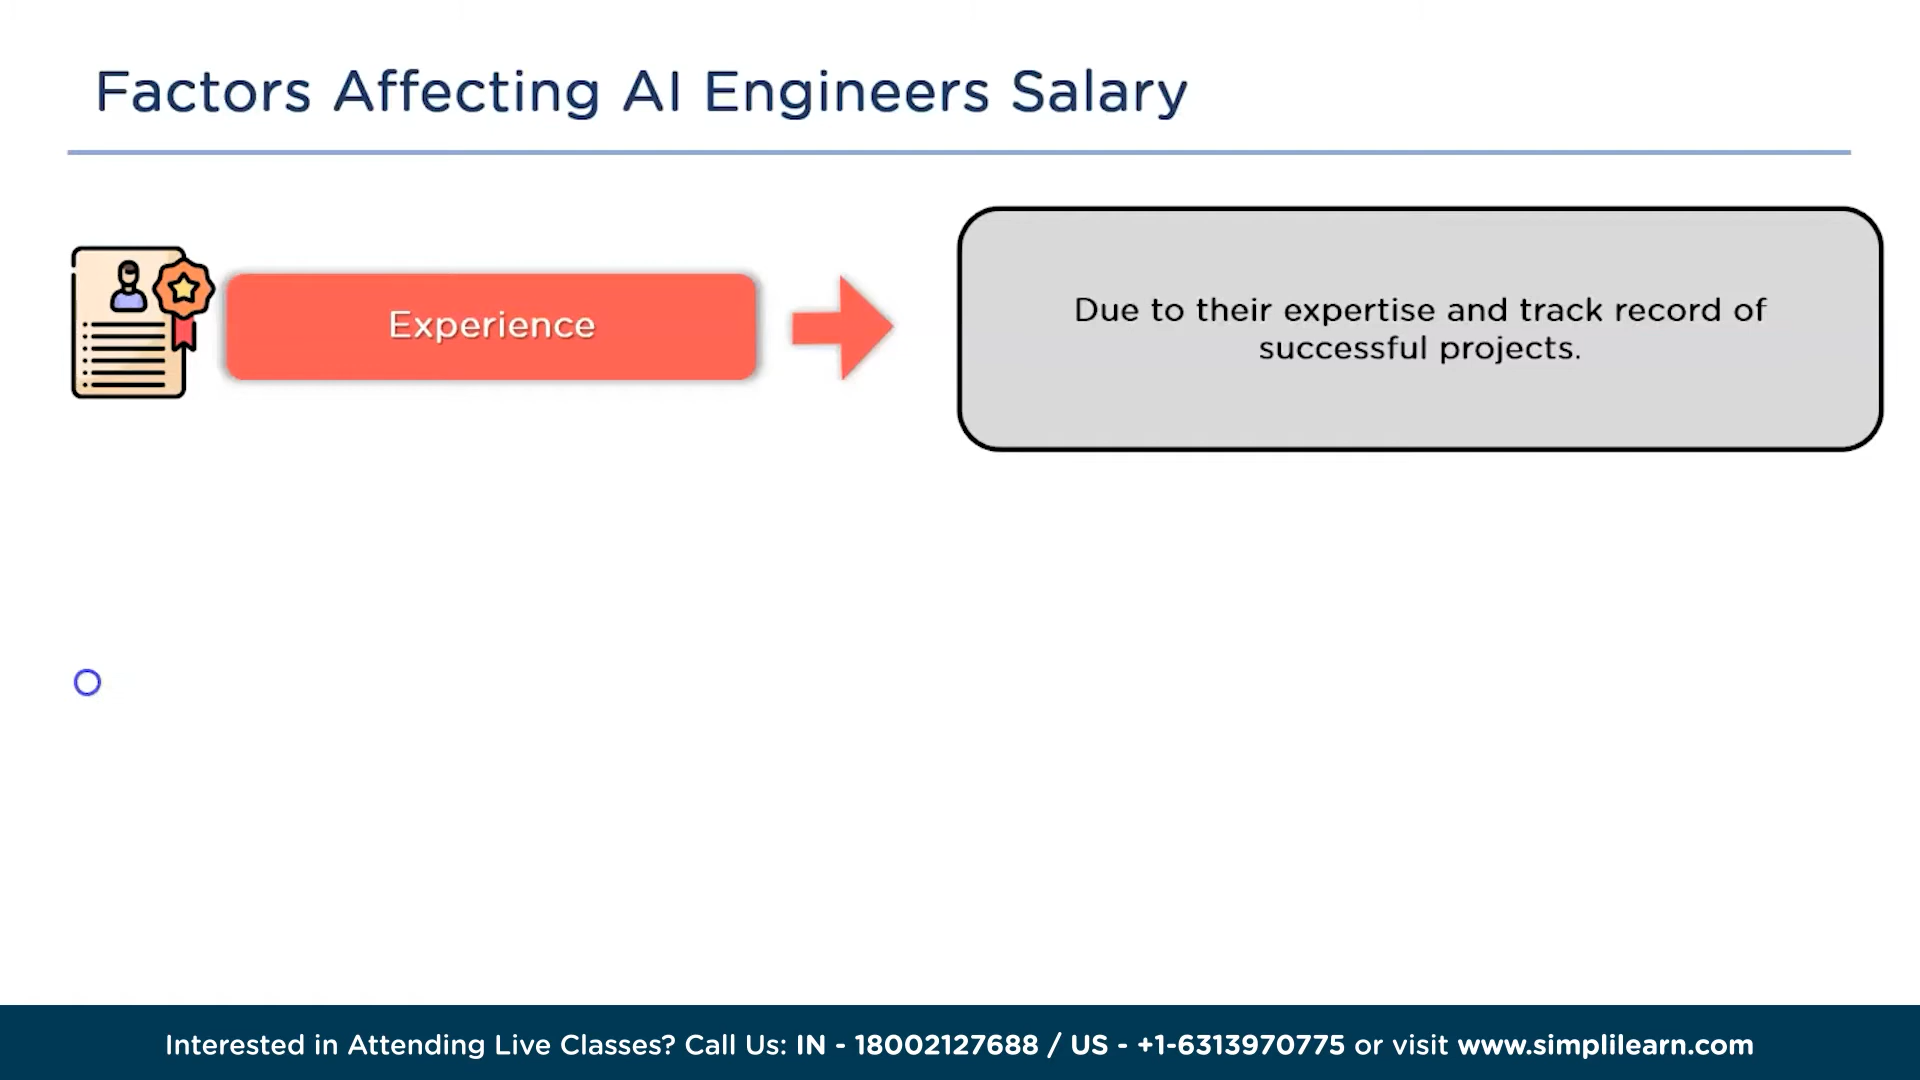 Factors Affecting AI Engineers Salary
Experience
Due to their expertise and track record of
successful projects.
Interested in Attending Live Classes? Call Us: IN - 18002127688 / US - +1-6313970775 or visit www.simplilearn.com